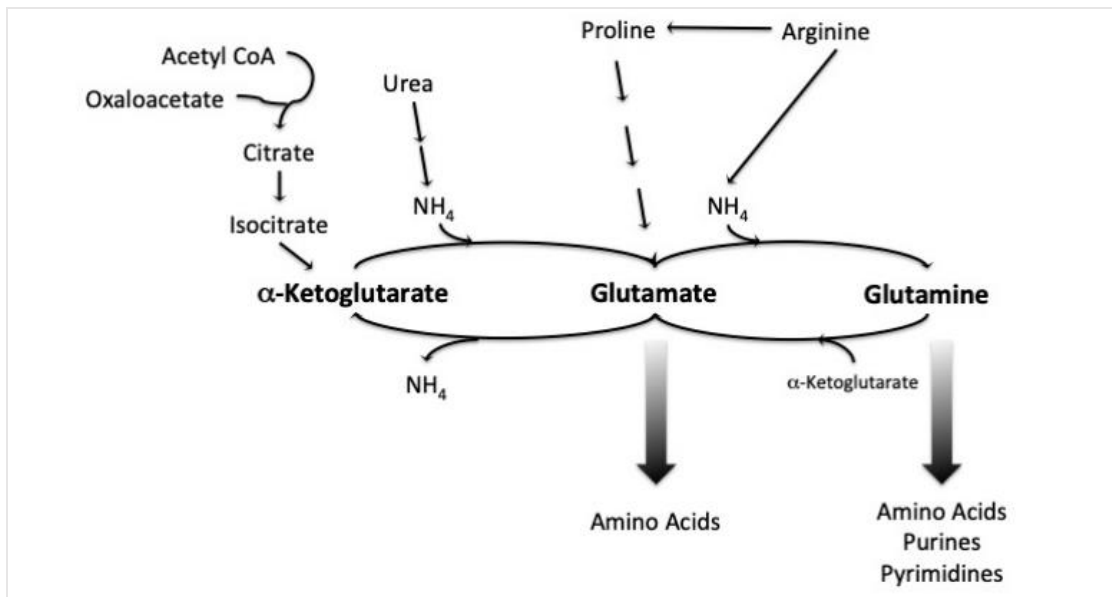 Proline
Arginine
Acetyl CoA
Oxaloacetate
Urea
Citrate
Isocitrate
NH₄
NH₄
α-Ketoglutarate
Glutamate
Glutamine
NH₄
α-Ketoglutarate
Amino Acids
Amino Acids
Purines
Pyrimidines